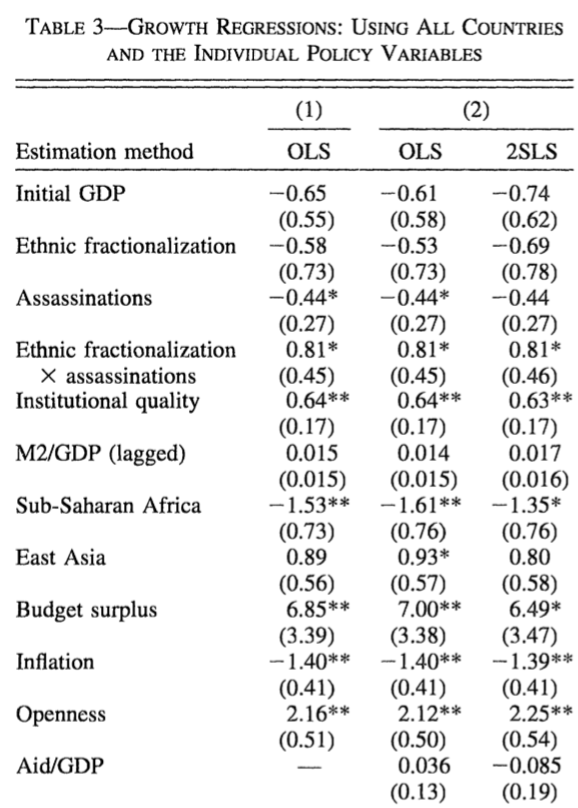 TABLE 3—GROWTH REGRESSIONS: USING ALL COUNTRIES
AND THE INDIVIDUAL POLICY VARIABLES
(1) (2)
Estimation method OLS OLS 2SLS
Initial GDP −0.65 −0.61 −0.74
(0.55) (0.58) (0.62)
Ethnic fractionalization −0.58 −0.53 −0.69
(0.73) (0.73) (0.78)
Assassinations −0.44* −0.44* −0.44
(0.27) (0.27) (0.27)
Ethnic fractionalization 0.81* 0.81* 0.81*
× assassinations (0.45) (0.45) (0.46)
Institutional quality 0.64** 0.64** 0.63**
(0.17) (0.17) (0.17)
M2/GDP (lagged) 0.015 0.014 0.017
(0.015) (0.015) (0.016)
Sub-Saharan Africa −1.53** −1.61** −1.35*
(0.73) (0.76) (0.76)
East Asia 0.89 0.93* 0.80
(0.56) (0.57) (0.58)
Budget surplus 6.85** 7.00** 6.49*
(3.39) (3.38) (3.47)
Inflation −1.40** −1.40** −1.39**
(0.41) (0.41) (0.41)
Openness 2.16** 2.12** 2.25**
(0.51) (0.50) (0.54)
Aid/GDP — 0.036 −0.085
(0.13) (0.19)